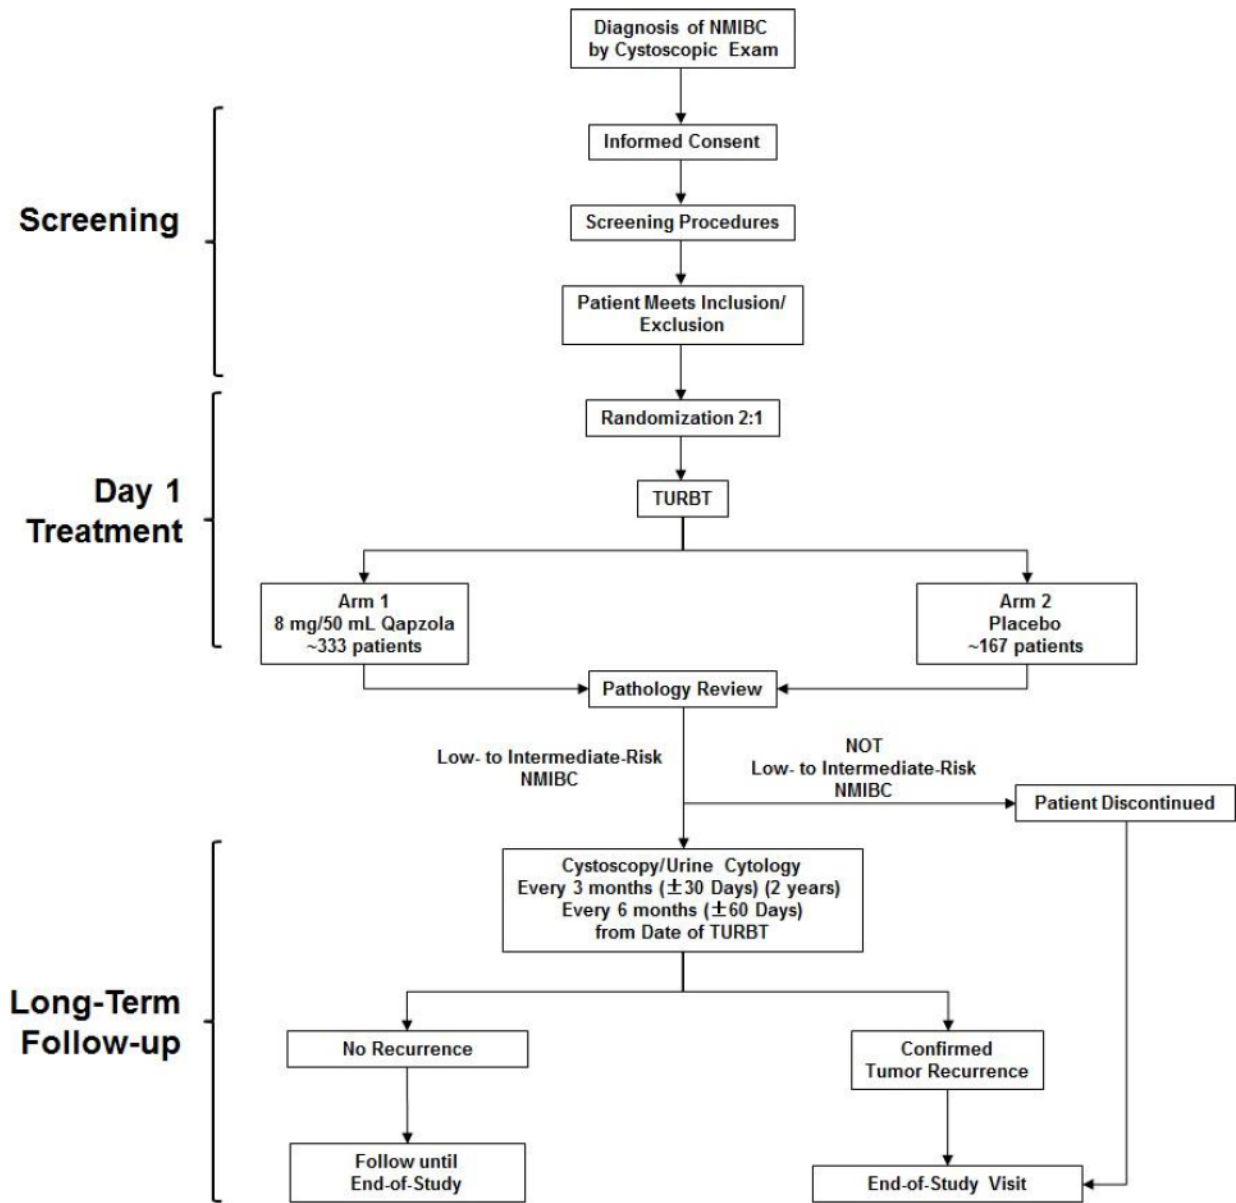 Diagnosis of NMIBC
by Cystoscopic Exam
Screening
Informed Consent
Screening Procedures
Patient Meets Inclusion/
Exclusion
Day 1
Treatment
Randomization 2:1
TURBT
Arm 1
8 mg/50 mL Qapzola
~333 patients
Arm 2
Placebo
~167 patients
Pathology Review
Low- to Intermediate-Risk
NMIBC
NOT
Low- to Intermediate-Risk
NMIBC
Patient Discontinued
Long-Term
Follow-up
Cystoscopy/Urine Cytology
Every 3 months (±30 Days) (2 years)
Every 6 months (±60 Days)
from Date of TURBT
No Recurrence
Confirmed
Tumor Recurrence
Follow until
End-of-Study
End-of-Study Visit